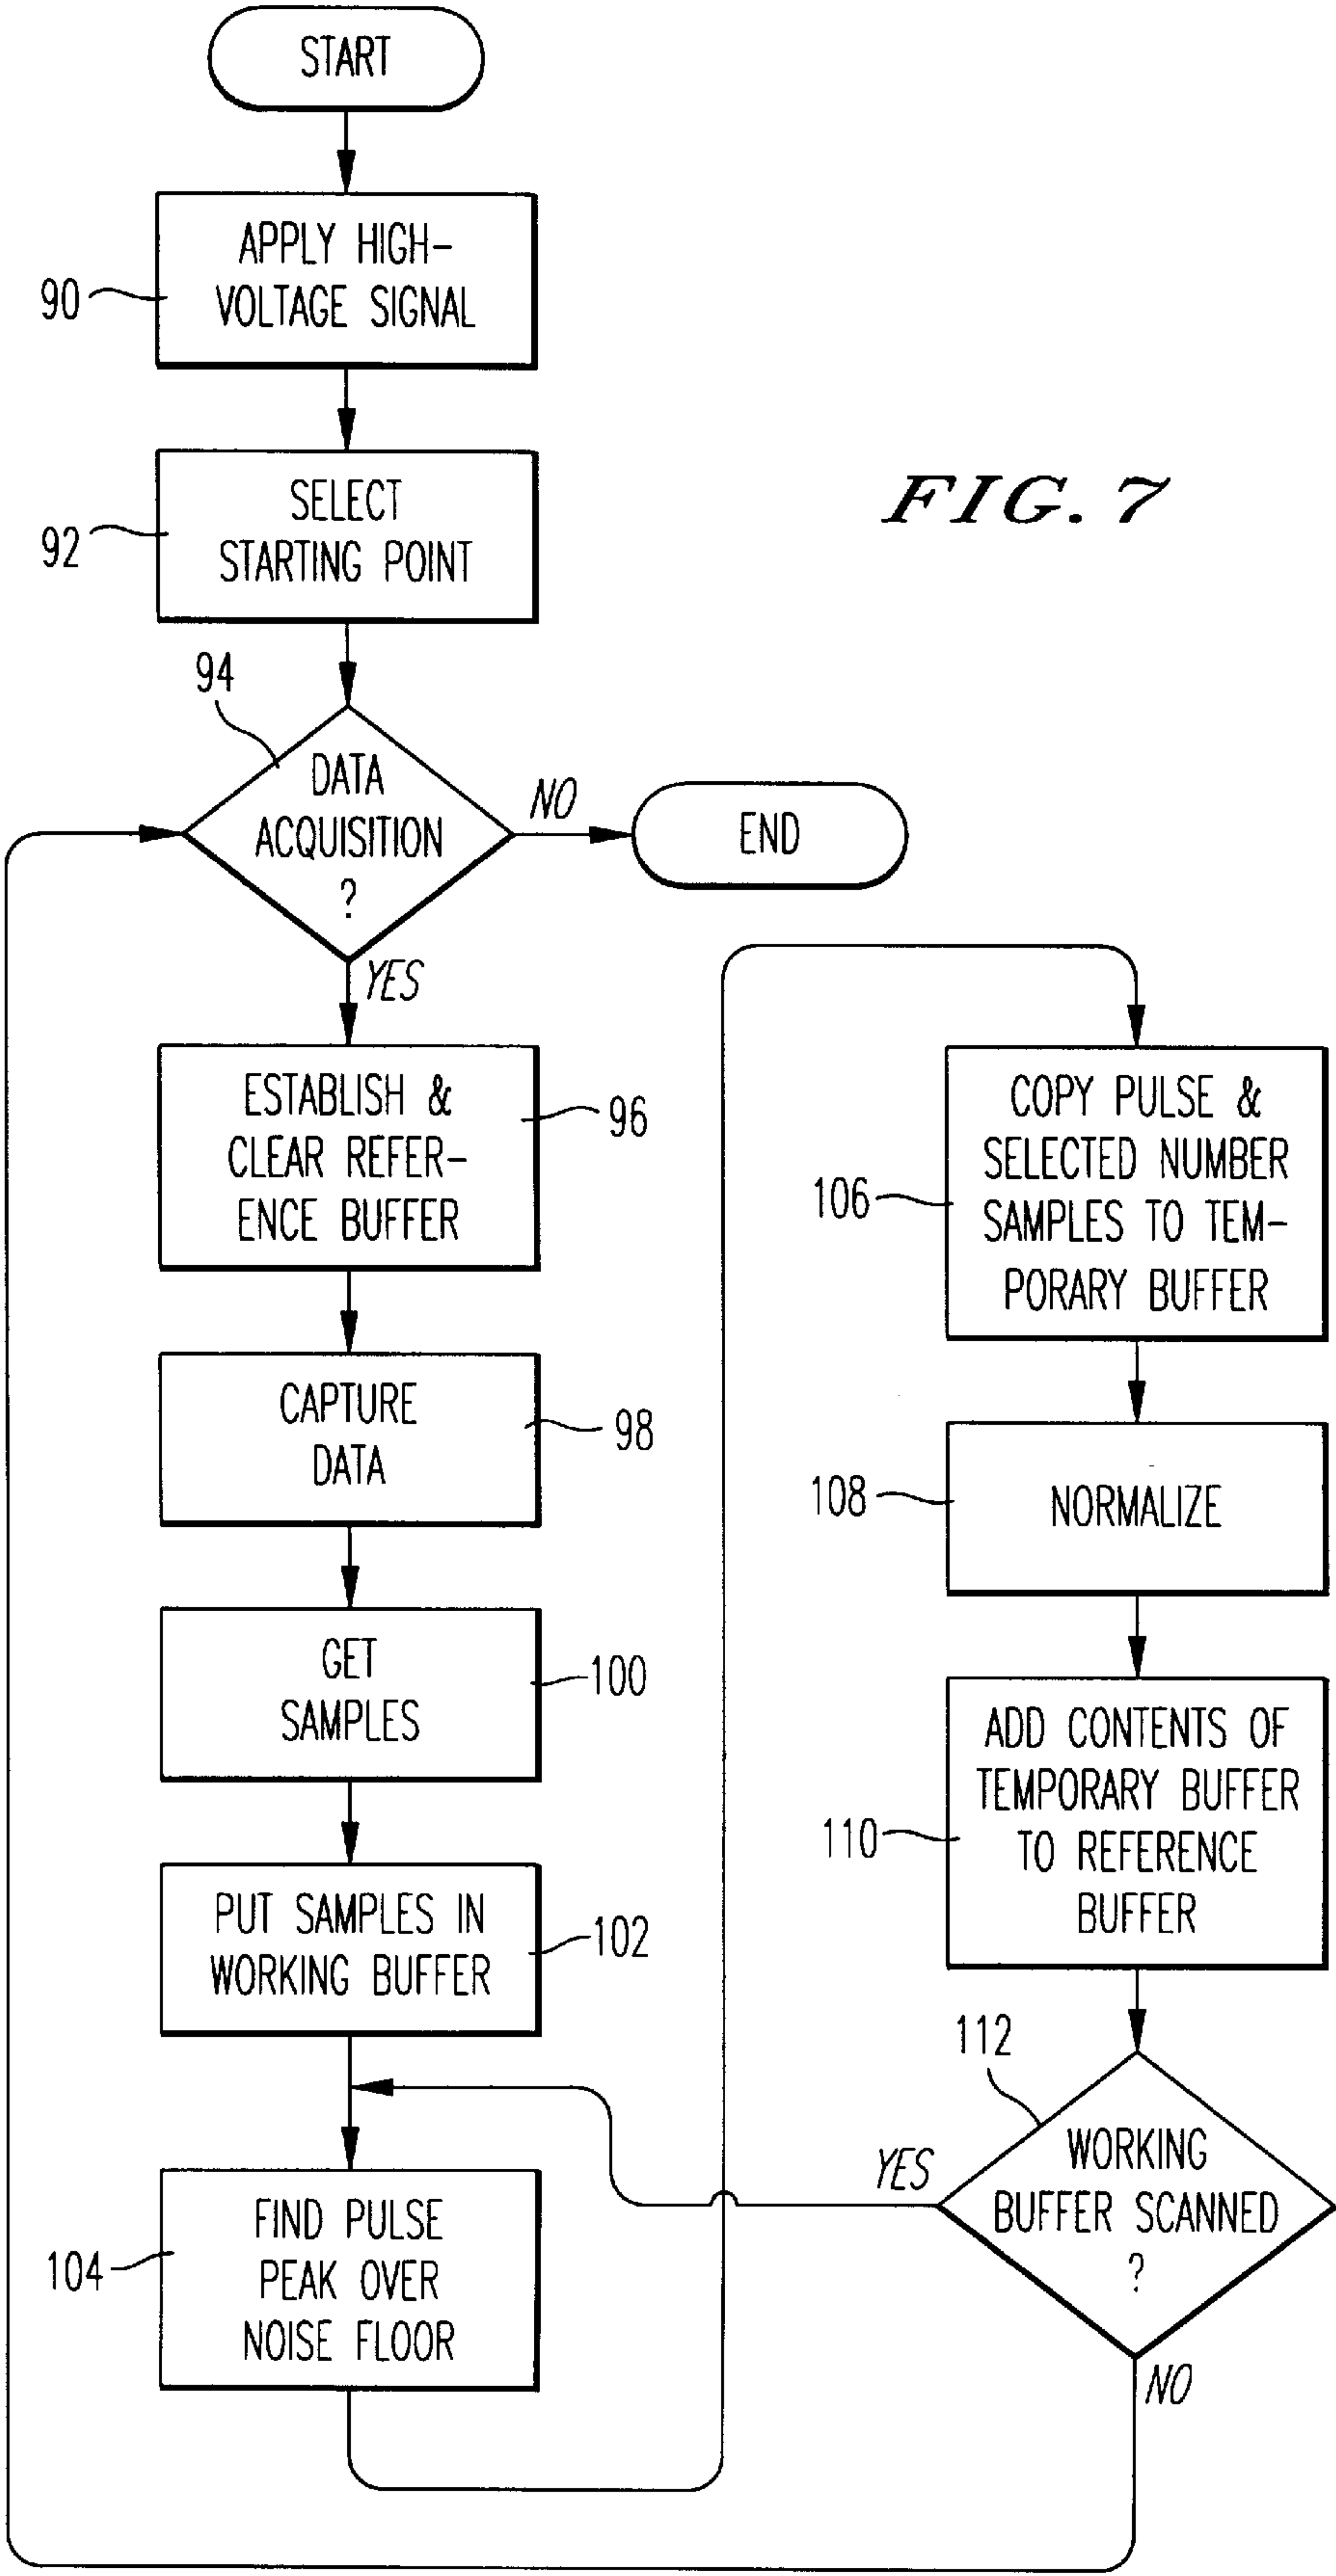 START
APPLY HIGH-
VOLTAGE SIGNAL
90
SELECT
STARTING POINT
92
FIG. 7
94
DATA
ACQUISITION
?
NO
END
YES
ESTABLISH &
CLEAR REFER-
ENCE BUFFER
96
CAPTURE
DATA
98
GET
SAMPLES
100
PUT SAMPLES IN
WORKING BUFFER
102
FIND PULSE
PEAK OVER
NOISE FLOOR
104
COPY PULSE &
SELECTED NUMBER
SAMPLES TO TEM-
PORARY BUFFER
106
NORMALIZE
108
ADD CONTENTS OF
TEMPORARY BUFFER
TO REFERENCE
BUFFER
110
112
WORKING
BUFFER SCANNED
?
YES
NO